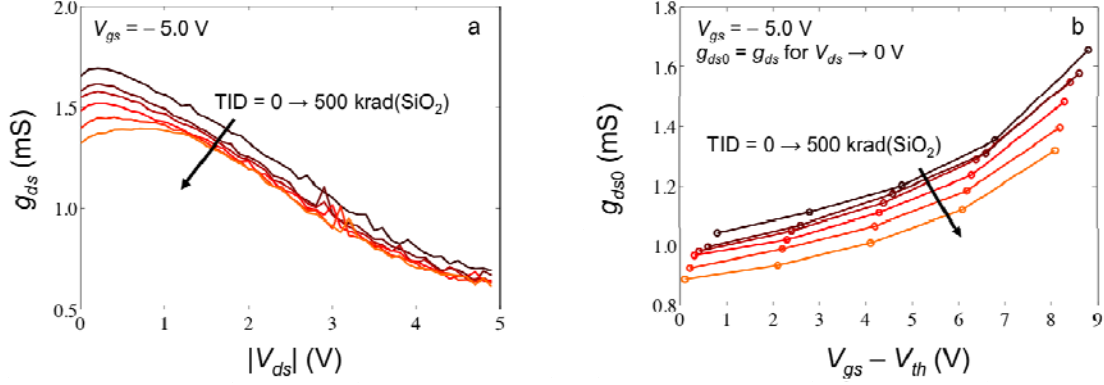 2.0
1.5
1.0
0.5
V_gs = − 5.0 V
a
TID = 0 → 500 krad(SiO₂)
g_ds (mS)
0 1 2 3 4 5
|V_ds| (V)
1.8
1.6
1.4
1.2
1.0
0.8
V_gs = − 5.0 V
b
g_ds0 = g_ds for V_ds → 0 V
TID = 0 → 500 krad(SiO₂)
g_ds0 (mS)
0 1 2 3 4 5 6 7 8 9
V_gs − V_th (V)